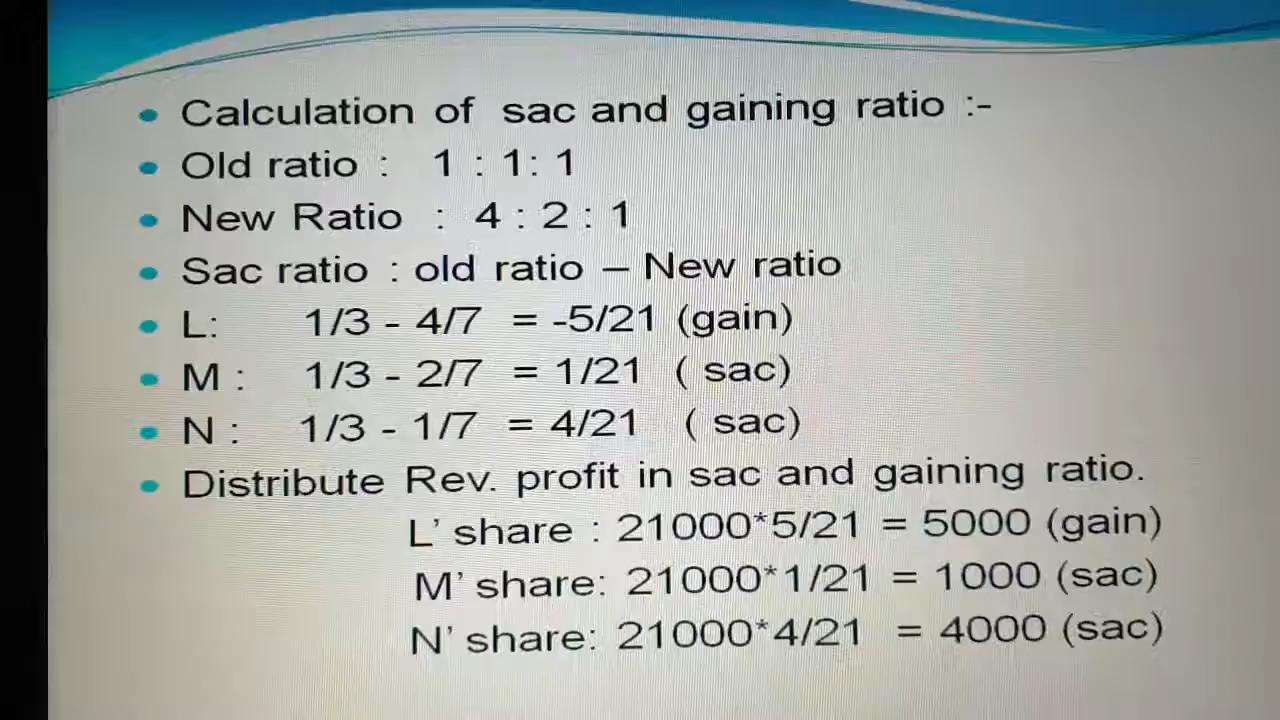 Calculation of sac and gaining ratio :-
Old ratio : 1 : 1: 1
New Ratio : 4 : 2 : 1
Sac ratio : old ratio – New ratio
L: 1/3 - 4/7 = -5/21 (gain)
M : 1/3 - 2/7 = 1/21 ( sac)
N : 1/3 - 1/7 = 4/21 ( sac)
Distribute Rev. profit in sac and gaining ratio.
L’ share : 21000*5/21 = 5000 (gain)
M’ share: 21000*1/21 = 1000 (sac)
N’ share: 21000*4/21 = 4000 (sac)